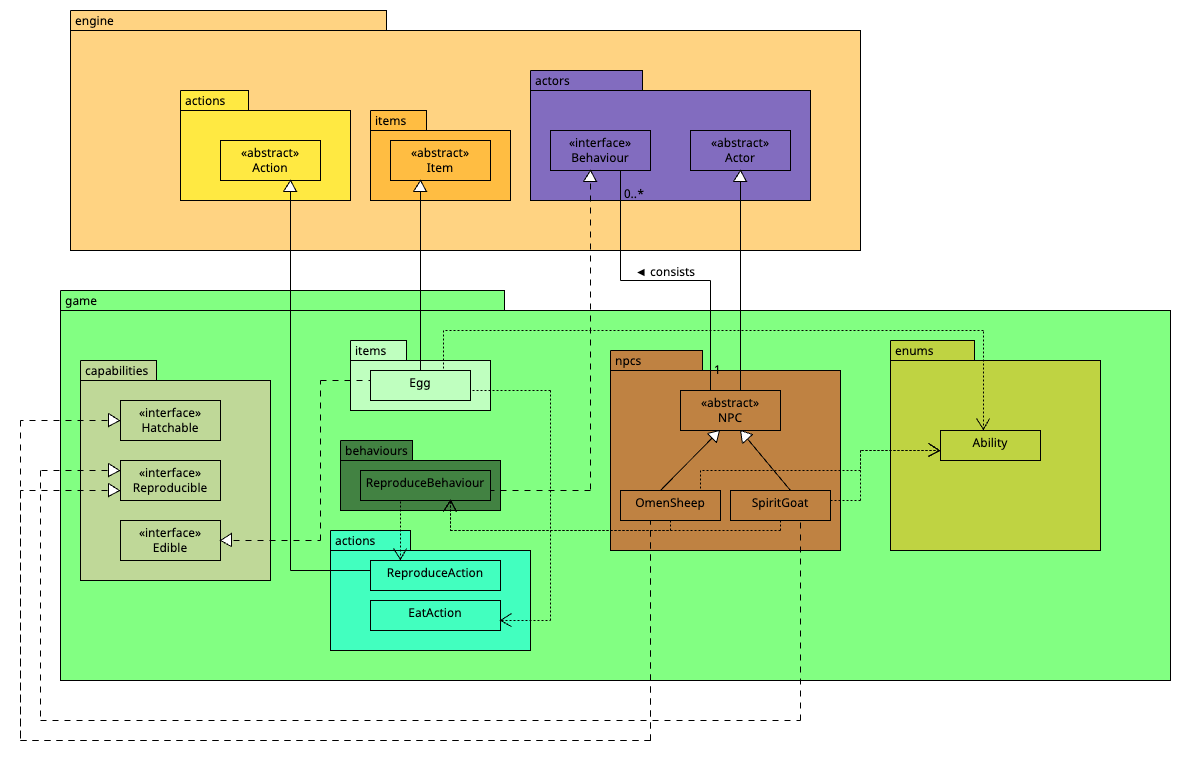 engine
actors
actions
items
«interface»
Behaviour
«abstract»
Actor
«abstract»
Action
«abstract»
Item
0..*
◄ consists
game
items
enums
npcs
capabilities
1
Egg
«abstract»
NPC
«interface»
Hatchable
Ability
behaviours
«interface»
Reproducible
ReproduceBehaviour
OmenSheep
SpiritGoat
«interface»
Edible
actions
ReproduceAction
EatAction